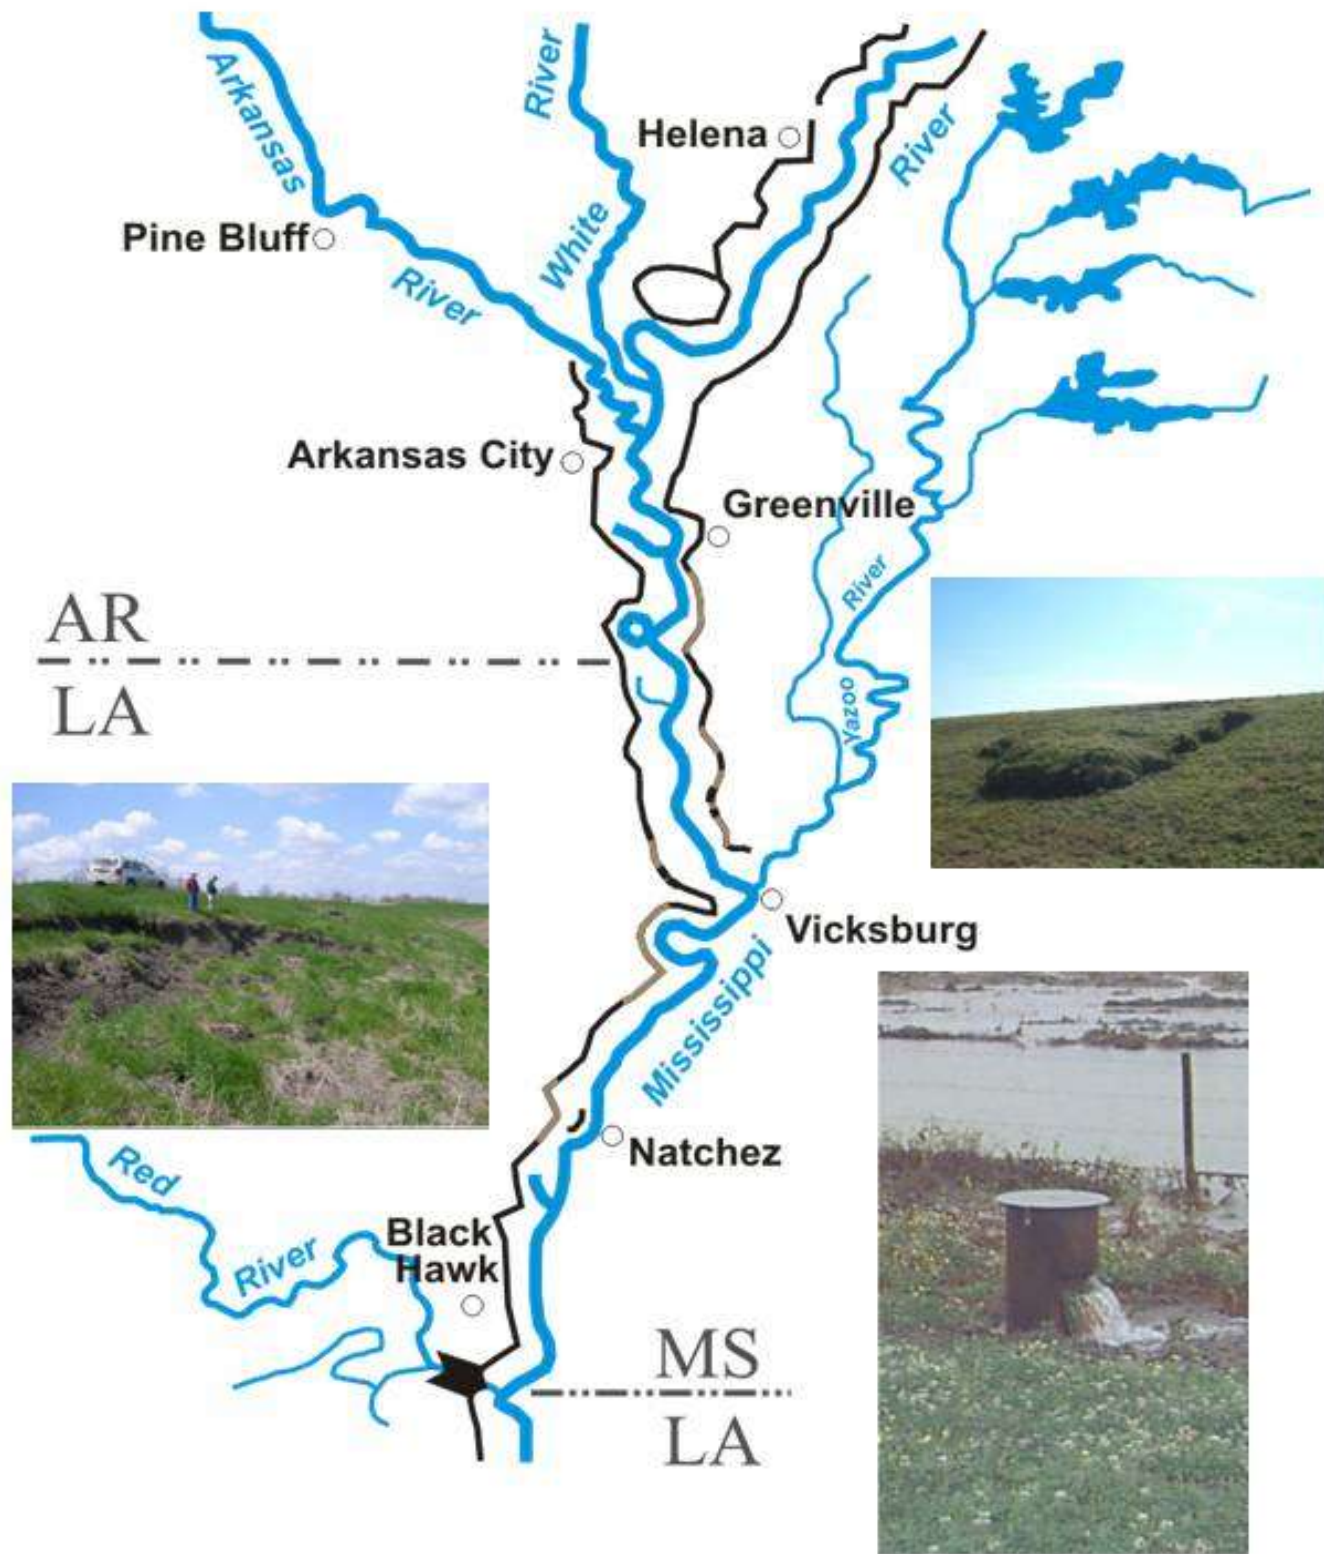 Arkansas
River
River
White
Helena
River
Pine Bluff
Arkansas City
Greenville
River
Yazoo
AR
LA
Vicksburg
Mississippi
Natchez
Red
River
Black
Hawk
MS
LA